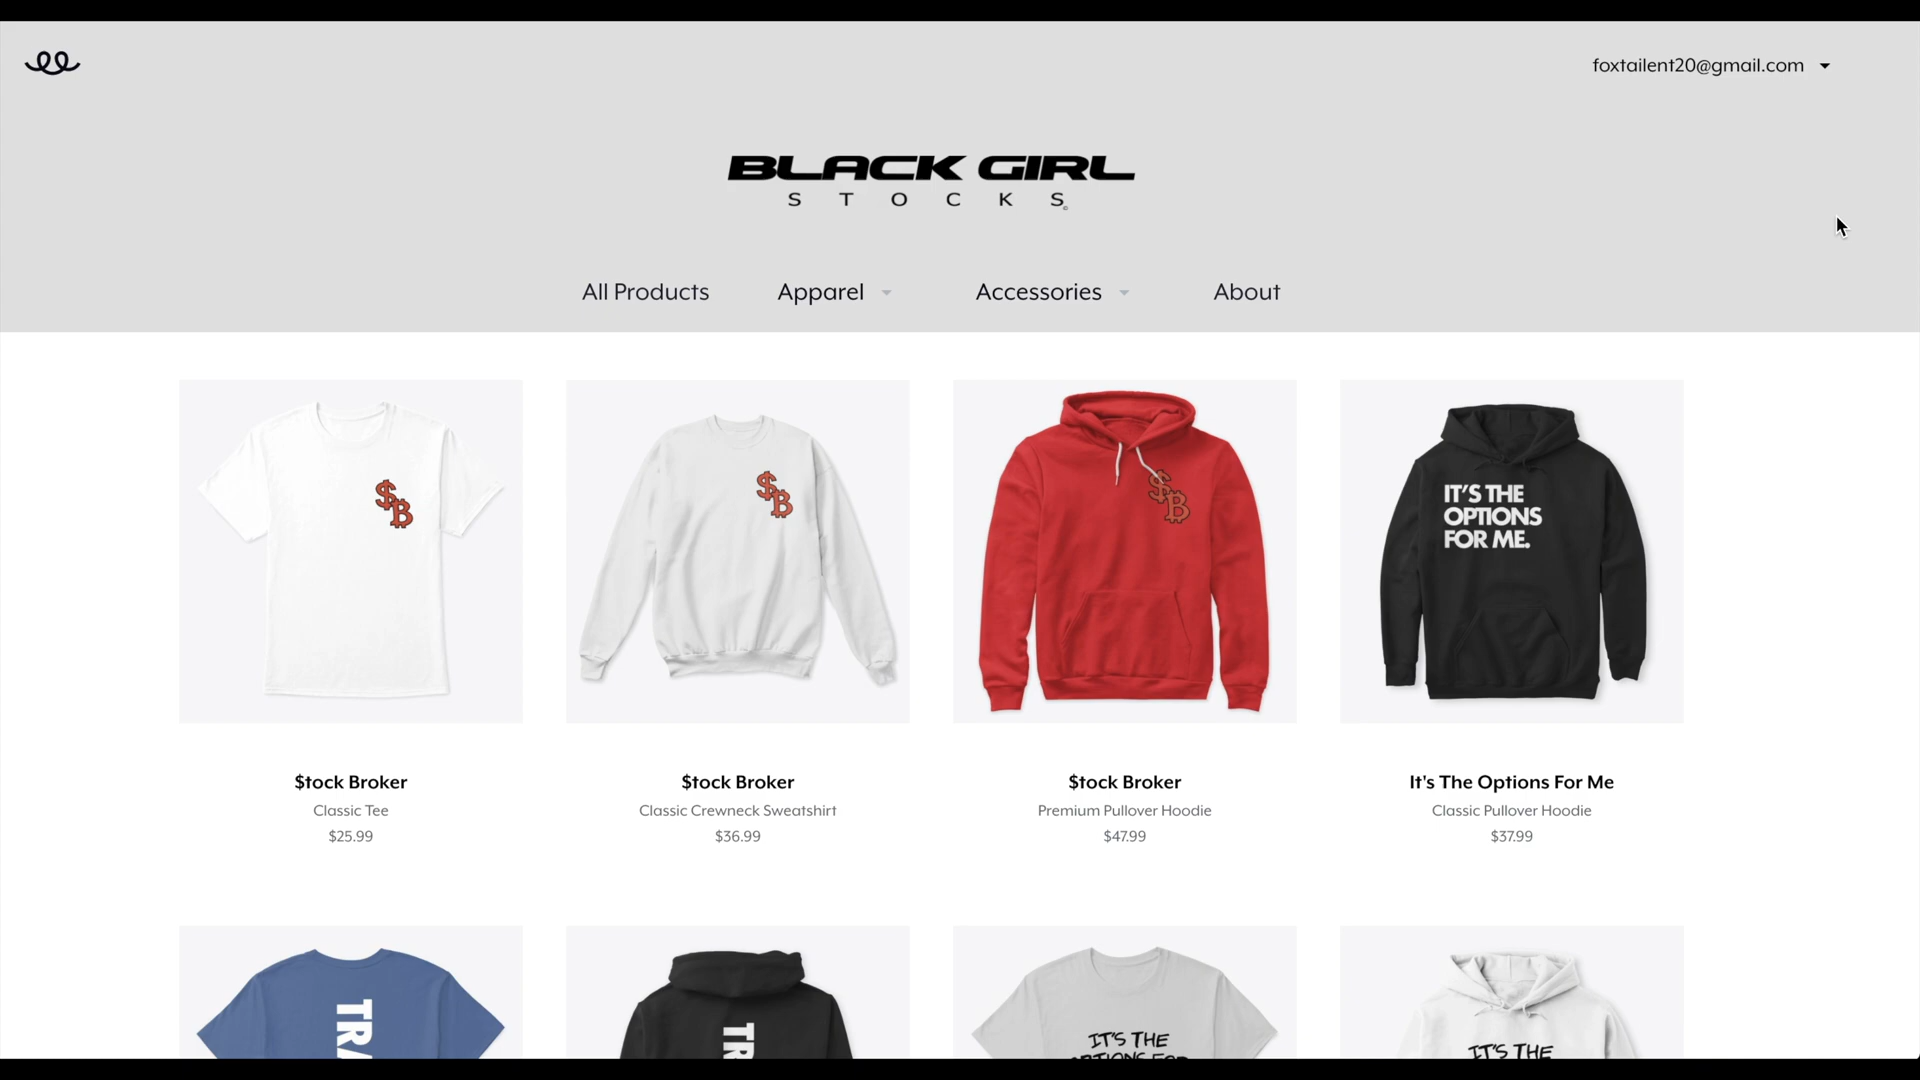 foxtailent20@gmail.com
BLACK GIRL
STOCKS©
All Products Apparel Accessories About
$B
$B
$B
IT'S THE
OPTIONS
FOR ME.
$tock Broker
Classic Tee
$25.99
$tock Broker
Classic Crewneck Sweatshirt
$36.99
$tock Broker
Premium Pullover Hoodie
$47.99
It's The Options For Me
Classic Pullover Hoodie
$37.99
TRA
TR
IT'S THE
OPTIONS FOR
IT'S THE